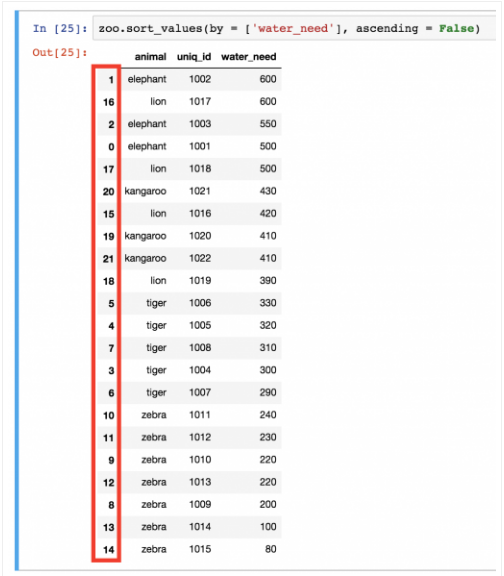 In [25]: zoo.sort_values(by = ['water_need'], ascending = False)
Out[25]:
animal uniq_id water_need
1 elephant 1002 600
16 lion 1017 600
2 elephant 1003 550
0 elephant 1001 500
17 lion 1018 500
20 kangaroo 1021 430
15 lion 1016 420
19 kangaroo 1020 410
21 kangaroo 1022 410
18 lion 1019 390
5 tiger 1006 330
4 tiger 1005 320
7 tiger 1008 310
3 tiger 1004 300
6 tiger 1007 290
10 zebra 1011 240
11 zebra 1012 230
9 zebra 1010 220
12 zebra 1013 220
8 zebra 1009 200
13 zebra 1014 100
14 zebra 1015 80